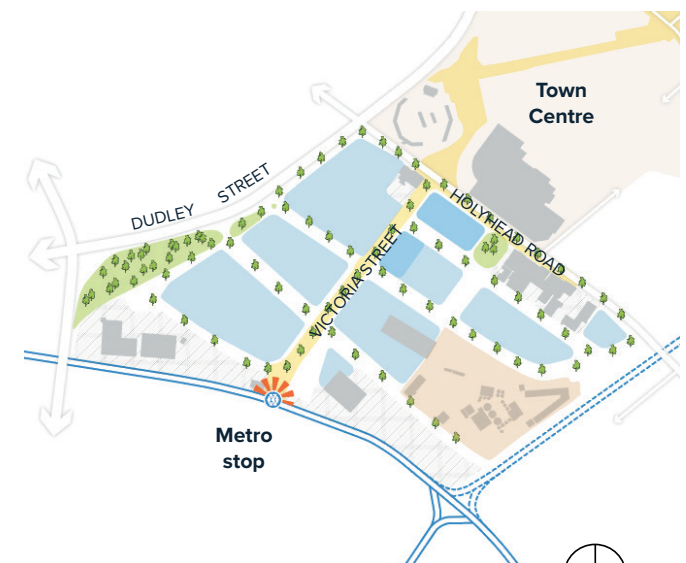 Town
Centre
DUDLEY STREET
HOLYHEAD ROAD
VICTORIA STREET
Metro
stop